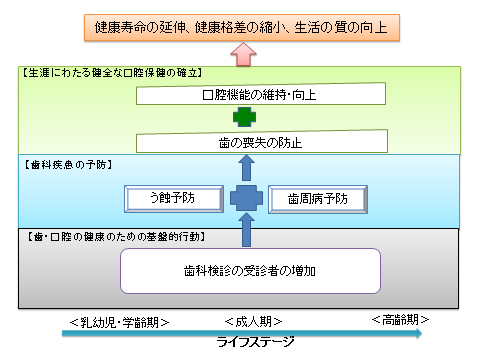 健康寿命の延伸、健康格差の縮小、生活の質の向上
【生涯にわたる健全な口腔保健の確立】
口腔機能の維持・向上
歯の喪失の防止
【歯科疾患の予防】
う蝕予防
歯周病予防
【歯・口腔の健康のための基盤的行動】
歯科検診の受診者の増加
＜乳幼児・学齢期＞
＜成人期＞
＜高齢期＞
ライフステージ